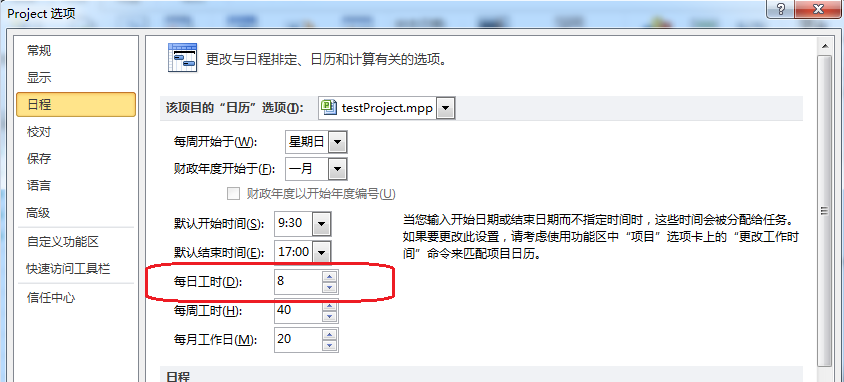 Project 选项
常规
显示
日程
校对
保存
语言
高级
自定义功能区
快速访问工具栏
信任中心
更改与日程排定、日历和计算有关的选项。
该项目的“日历”选项(I): testProject.mpp
每周开始于(W): 星期日
财政年度开始于(F): 一月
财政年度以开始年度编号(U)
默认开始时间(S): 9:30
默认结束时间(E): 17:00
当您输入开始日期或结束日期而不指定时间时，这些时间会被分配给任务。
如果要更改此设置，请考虑使用功能区中“项目”选项卡上的“更改工作时
间”命令来匹配项目日历。
每日工时(D): 8
每周工时(H): 40
每月工作日(M): 20
日程